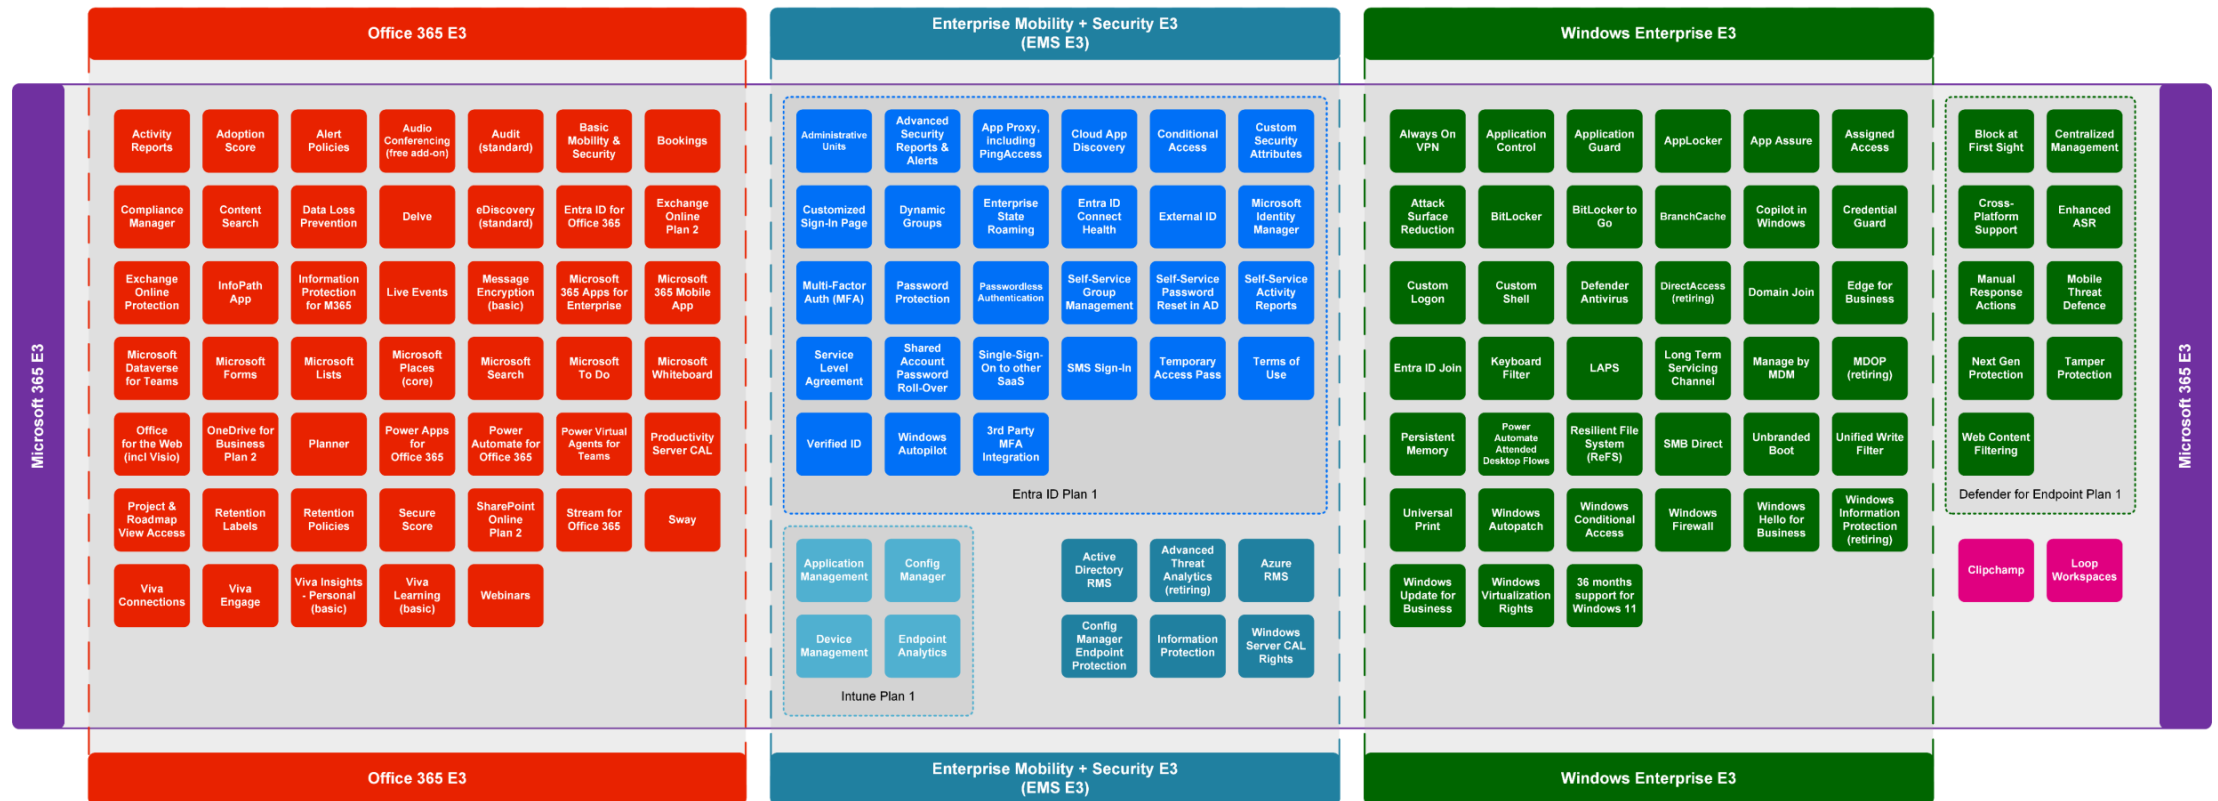 Office 365 E3
Enterprise Mobility + Security E3
(EMS E3)
Windows Enterprise E3
Microsoft 365 E3
Activity
Reports
Adoption
Score
Alert
Policies
Audio
Conferencing
(free add-on)
Audit
(standard)
Basic
Mobility &
Security
Bookings
Compliance
Manager
Content
Search
Data Loss
Prevention
Delve
eDiscovery
(standard)
Entra ID for
Office 365
Exchange
Online
Plan 2
Exchange
Online
Protection
InfoPath
App
Information
Protection
for M365
Live Events
Message
Encryption
(basic)
Microsoft
365 Apps for
Enterprise
Microsoft
365 Mobile
App
Microsoft
Dataverse
for Teams
Microsoft
Forms
Microsoft
Lists
Microsoft
Places
(core)
Microsoft
Search
Microsoft
To Do
Microsoft
Whiteboard
Office
for the Web
(incl Visio)
OneDrive for
Business
Plan 2
Planner
Power Apps
for
Office 365
Power
Automate for
Office 365
Power Virtual
Agents for
Teams
Productivity
Server CAL
Project &
Roadmap
View Access
Retention
Labels
Retention
Policies
Secure
Score
SharePoint
Online
Plan 2
Stream for
Office 365
Sway
Viva
Connections
Viva
Engage
Viva Insights
- Personal
(basic)
Viva
Learning
(basic)
Webinars
Administrative
Units
Advanced
Security
Reports &
Alerts
App Proxy,
including
PingAccess
Cloud App
Discovery
Conditional
Access
Custom
Security
Attributes
Customized
Sign-In Page
Dynamic
Groups
Enterprise
State
Roaming
Entra ID
Connect
Health
External ID
Microsoft
Identity
Manager
Multi-Factor
Auth (MFA)
Password
Protection
Passwordless
Authentication
Self-Service
Group
Management
Self-Service
Password
Reset in AD
Self-Service
Activity
Reports
Service
Level
Agreement
Shared
Account
Password
Roll-Over
Single-Sign-
On to other
SaaS
SMS Sign-In
Temporary
Access Pass
Terms of
Use
Verified ID
Windows
Autopilot
3rd Party
MFA
Integration
Entra ID Plan 1
Application
Management
Config
Manager
Device
Management
Endpoint
Analytics
Intune Plan 1
Active
Directory
RMS
Advanced
Threat
Analytics
(retiring)
Azure
RMS
Config
Manager
Endpoint
Protection
Information
Protection
Windows
Server CAL
Rights
Always On
VPN
Application
Control
Application
Guard
AppLocker
App Assure
Assigned
Access
Attack
Surface
Reduction
BitLocker
BitLocker to
Go
BranchCache
Copilot in
Windows
Credential
Guard
Custom
Logon
Custom
Shell
Defender
Antivirus
DirectAccess
(retiring)
Domain Join
Edge for
Business
Entra ID Join
Keyboard
Filter
LAPS
Long Term
Servicing
Channel
Manage by
MDM
MDOP
(retiring)
Persistent
Memory
Power
Automate
Attended
Desktop Flows
Resilient File
System
(ReFS)
SMB Direct
Unbranded
Boot
Unified Write
Filter
Universal
Print
Windows
Autopatch
Windows
Conditional
Access
Windows
Firewall
Windows
Hello for
Business
Windows
Information
Protection
(retiring)
Windows
Update for
Business
Windows
Virtualization
Rights
36 months
support for
Windows 11
Block at
First Sight
Centralized
Management
Cross-
Platform
Support
Enhanced
ASR
Manual
Response
Actions
Mobile
Threat
Defence
Next Gen
Protection
Tamper
Protection
Web Content
Filtering
Defender for Endpoint Plan 1
Clipchamp
Loop
Workspaces
Microsoft 365 E3
Office 365 E3
Enterprise Mobility + Security E3
(EMS E3)
Windows Enterprise E3